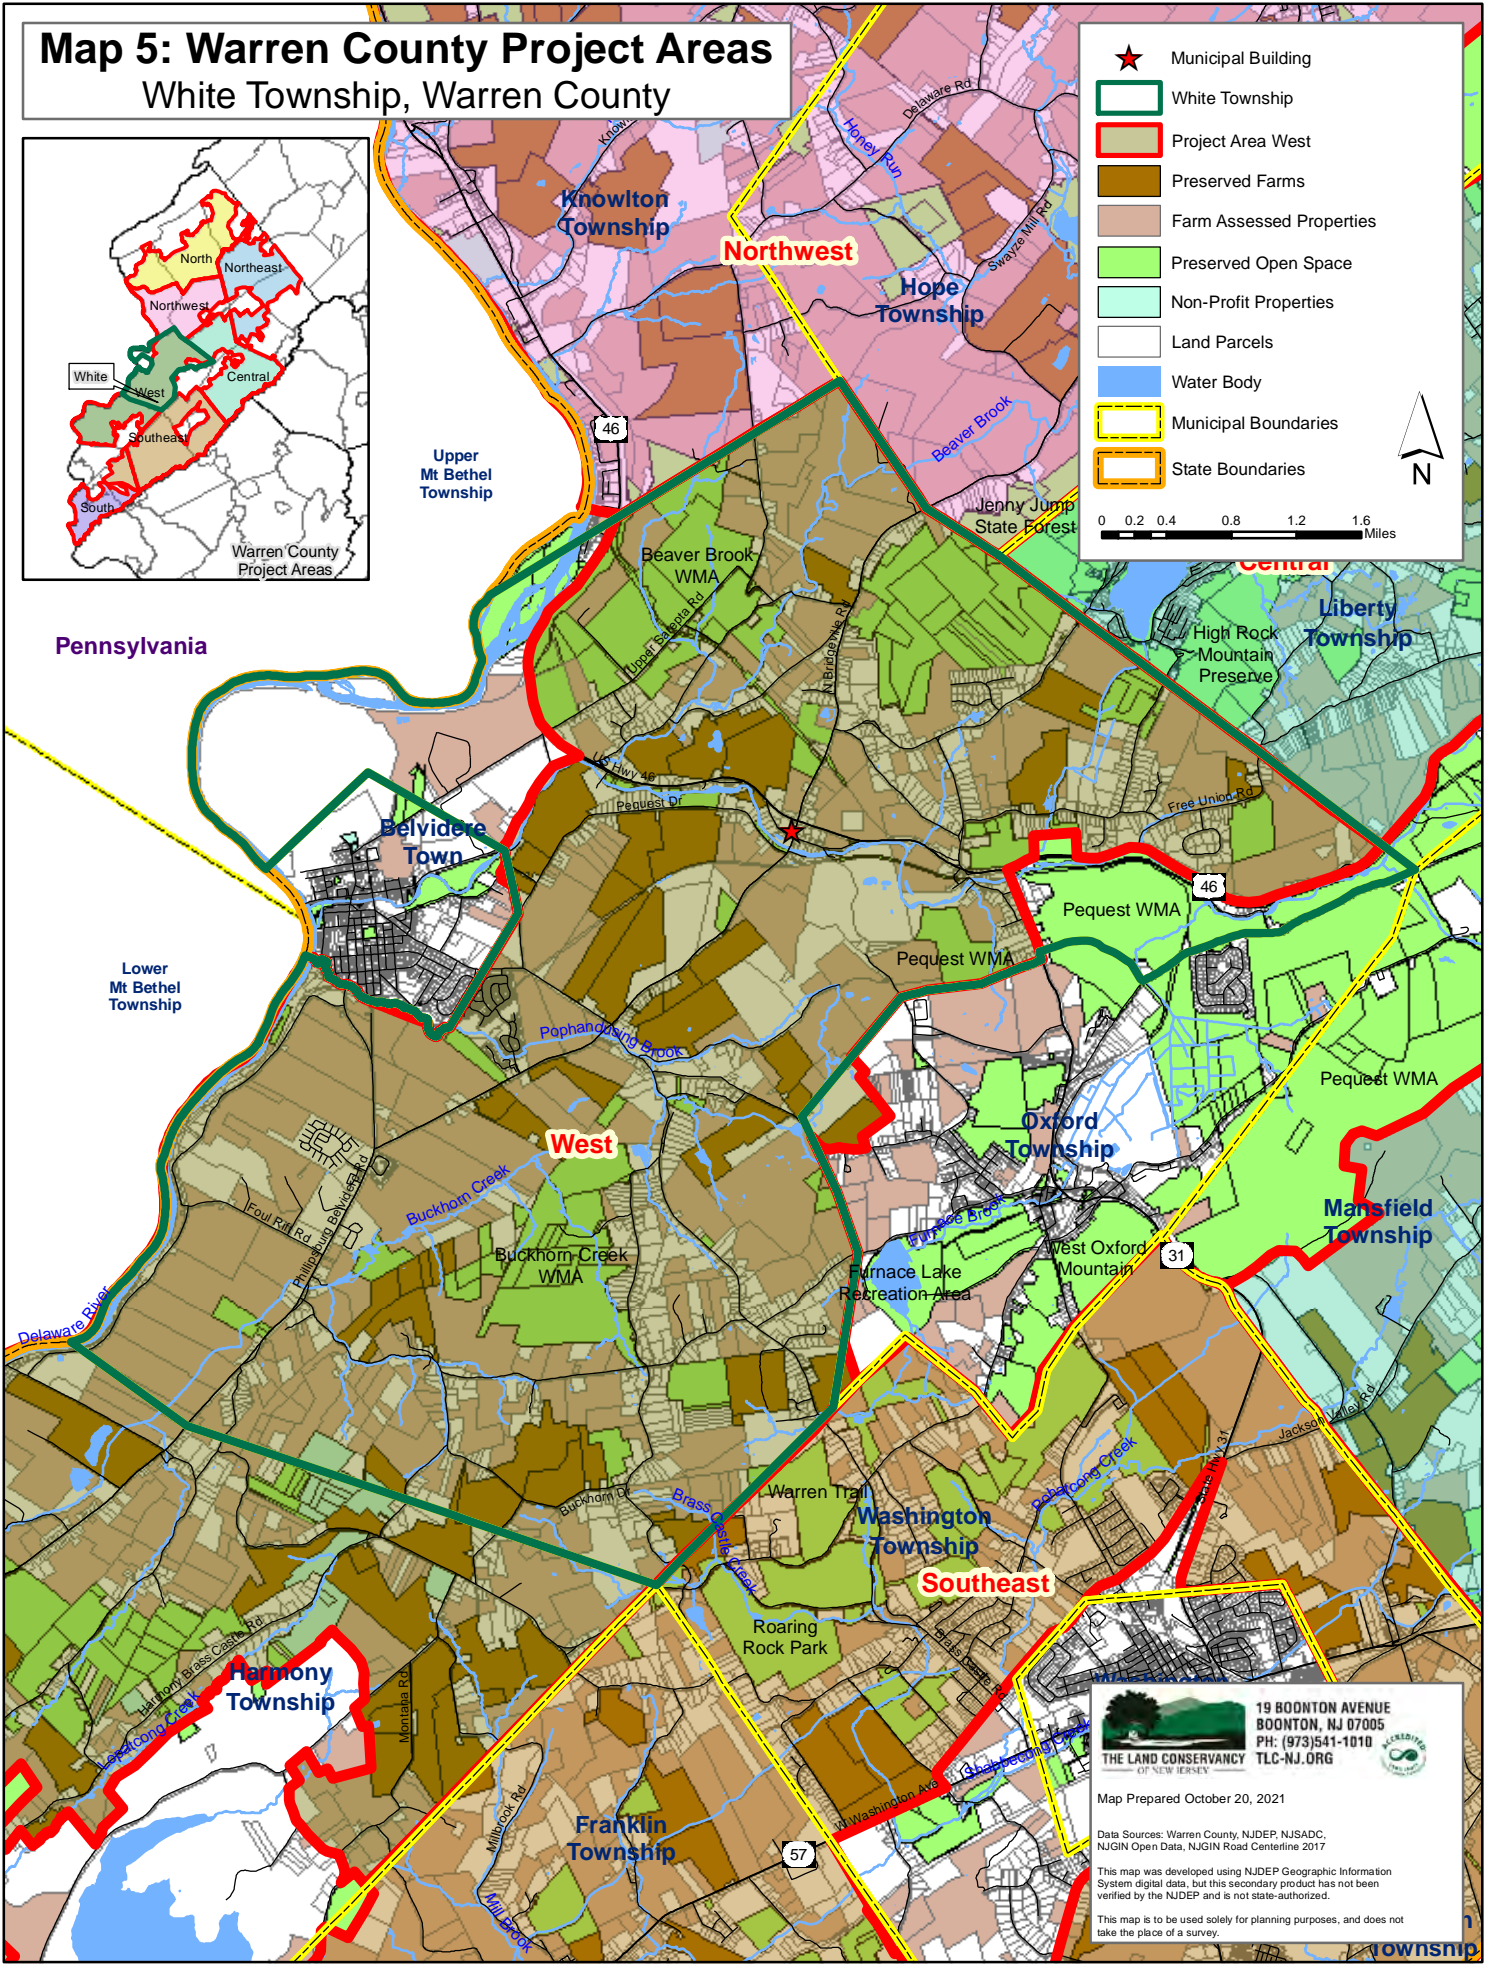 Map 5: Warren County Project Areas
White Township, Warren County
North
Northeast
Northwest
White
West
Central
Southeast
South
Warren County
Project Areas
Municipal Building
White Township
Project Area West
Preserved Farms
Farm Assessed Properties
Preserved Open Space
Non-Profit Properties
Land Parcels
Water Body
Municipal Boundaries
State Boundaries
N
0 0.2 0.4 0.8 1.2 1.6
Miles
Delaware Rd
Honey Run
Knowlton
Township
Northwest
Swayze Mill Rd
Hope
Township
46
Beaver Brook
Upper
Mt Bethel
Township
Jenny Jump
State Forest
Beaver Brook
WMA
Central
Liberty
Township
Upper Sarepta Rd
N Bridgeville Rd
High Rock
Mountain
Preserve
Pennsylvania
US Hwy 46
Pequest Dr
Free Union Rd
Belvidere
Town
46
Pequest WMA
Pequest WMA
Lower
Mt Bethel
Township
Pophandusing Brook
Pequest WMA
Oxford
Township
West
Buckhorn Creek
Foul Rift Rd
Phillipsburg Belvidere Rd
Furnace Brook
Mansfield
Township
Buckhorn Creek
WMA
West Oxford
Mountain
31
Furnace Lake
Recreation Area
Delaware River
Jackson Valley Rd
State Hwy 31
Pohatcong Creek
Buckhorn Dr
Brass Castle Creek
Warren Trail
Washington
Township
Southeast
Roaring
Rock Park
Brass Castle Rd
Harmony Brass Castle Rd
Harmony
Township
Montana Rd
Lopatcong Creek
Washington
Shabbecong Creek
W Washington Ave
Millbrook Rd
Franklin
Township
57
Mill Brook
THE LAND CONSERVANCY
OF NEW JERSEY
19 BOONTON AVENUE
BOONTON, NJ 07005
PH: (973)541-1010
TLC-NJ.ORG
ACCREDITED
Map Prepared October 20, 2021
Data Sources: Warren County, NJDEP, NJSADC,
NJGIN Open Data, NJGIN Road Centerline 2017
This map was developed using NJDEP Geographic Information
System digital data, but this secondary product has not been
verified by the NJDEP and is not state-authorized.
This map is to be used solely for planning purposes, and does not
take the place of a survey.
Township